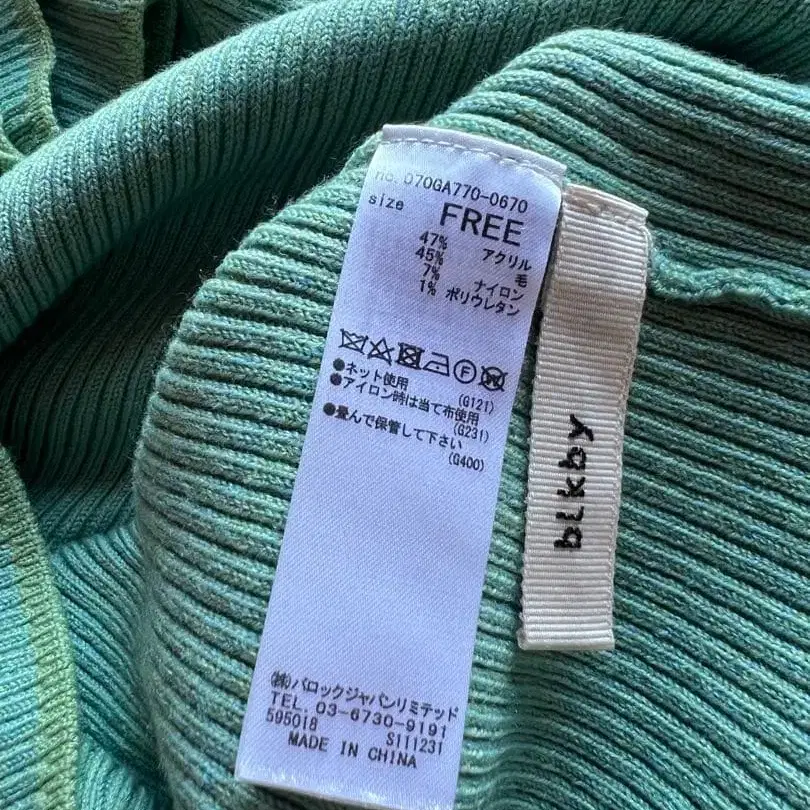 no. 070GA770-0670
size FREE
47% アクリル
45% 毛
7% ナイロン
1% ポリウレタン
F
W
●ネット使用 (G121)
●アイロン時は当て布使用 (G231)
●畳んで保管して下さい (G400)
㈱バロックジャパンリミテッド
TEL. 03-6730-9191
595018 S111231
MADE IN CHINA
blkby